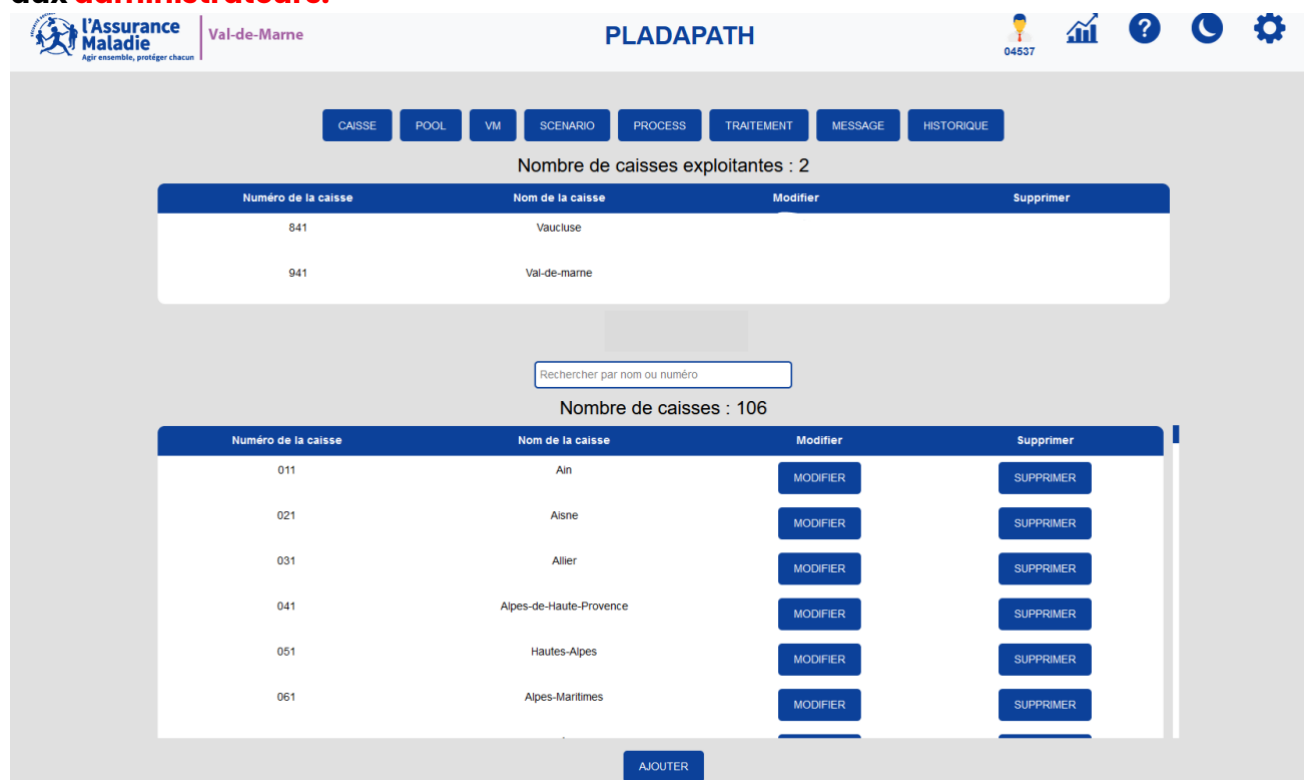 aux administrateurs.
l'Assurance
Maladie
Agir ensemble, protéger chacun
Val-de-Marne
PLADAPATH
04537
?
CAISSE POOL VM SCENARIO PROCESS TRAITEMENT MESSAGE HISTORIQUE
Nombre de caisses exploitantes : 2
Numéro de la caisse Nom de la caisse Modifier Supprimer
841 Vaucluse
941 Val-de-marne
Rechercher par nom ou numéro
Nombre de caisses : 106
Numéro de la caisse Nom de la caisse Modifier Supprimer
011 Ain MODIFIER SUPPRIMER
021 Aisne MODIFIER SUPPRIMER
031 Allier MODIFIER SUPPRIMER
041 Alpes-de-Haute-Provence MODIFIER SUPPRIMER
051 Hautes-Alpes MODIFIER SUPPRIMER
061 Alpes-Maritimes MODIFIER SUPPRIMER
AJOUTER